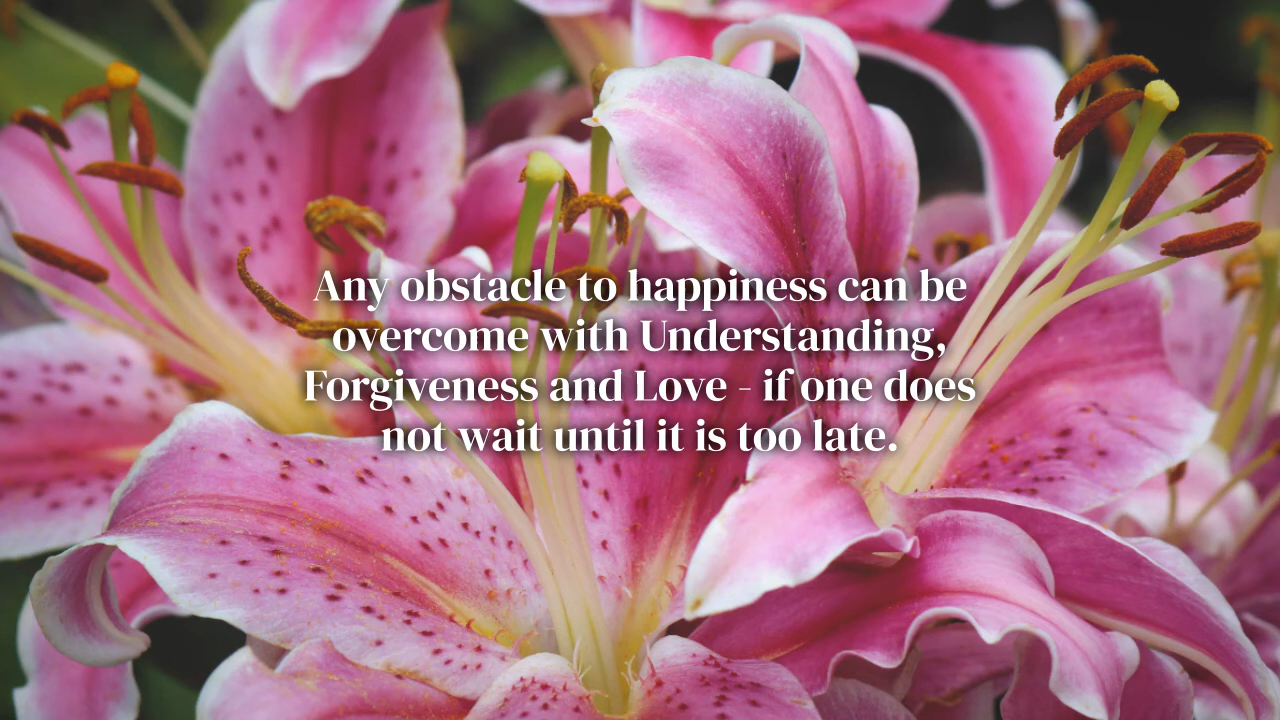 Any obstacle to happiness can be
overcome with Understanding,
Forgiveness and Love - if one does
not wait until it is too late.